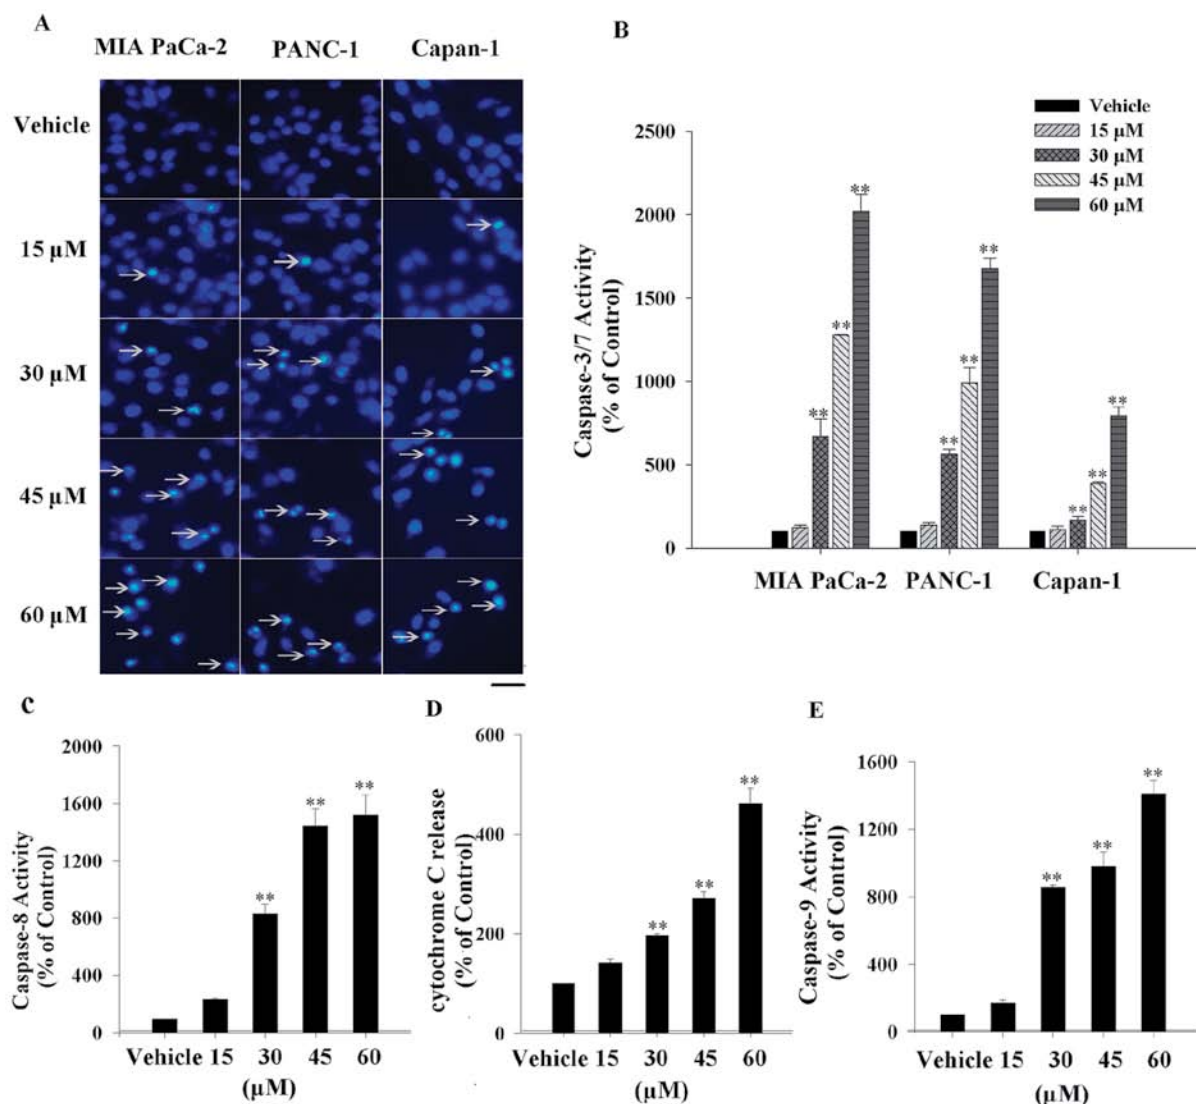 A
MIA PaCa-2 PANC-1 Capan-1
Vehicle
15 µM
30 µM
45 µM
60 µM
B
Vehicle
15 µM
30 µM
45 µM
60 µM
Caspase-3/7 Activity
(% of Control)
2500
2000
1500
1000
500
0
** ** **
** ** **
** ** **
MIA PaCa-2 PANC-1 Capan-1
C
Caspase-8 Activity
(% of Control)
2000
1600
1200
800
400
0
** ** **
Vehicle 15 30 45 60
(µM)
D
cytochrome C release
(% of Control)
600
400
200
0
** ** **
Vehicle 15 30 45 60
(µM)
E
Caspase-9 Activity
(% of Control)
1600
1200
800
400
0
** ** **
Vehicle 15 30 45 60
(µM)